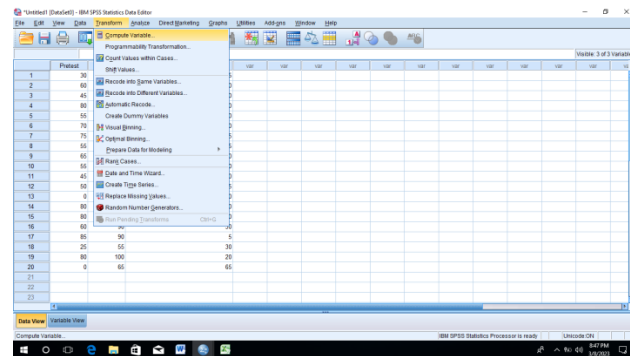 *Untitled1 [DataSet0] - IBM SPSS Statistics Data Editor
File Edit View Data Transform Analyze Direct Marketing Graphs Utilities Add-ons Window Help
Compute Variable...
Programmability Transformation...
Count Values within Cases...
Shift Values...
Recode into Same Variables...
Recode into Different Variables...
Automatic Recode...
Create Dummy Variables
Visual Binning...
Optimal Binning...
Prepare Data for Modeling
Rank Cases...
Date and Time Wizard...
Create Time Series...
Replace Missing Values...
Random Number Generators...
Run Pending Transforms Ctrl+G
Visible: 3 of 3 Variables
Pretest var var var var var var var var var
1 30
2 60
3 45
4 80
5 55
6 70
7 75
8 55
9 65
10 55
11 45
12 50
13 0
14 80
15 80
16 60 90 30
17 85 90 5
18 25 55 30
19 80 100 20
20 0 65 65
21
22
23
Data View Variable View
Compute Variable... IBM SPSS Statistics Processor is ready Unicode:ON
8:47 PM
3/8/2023